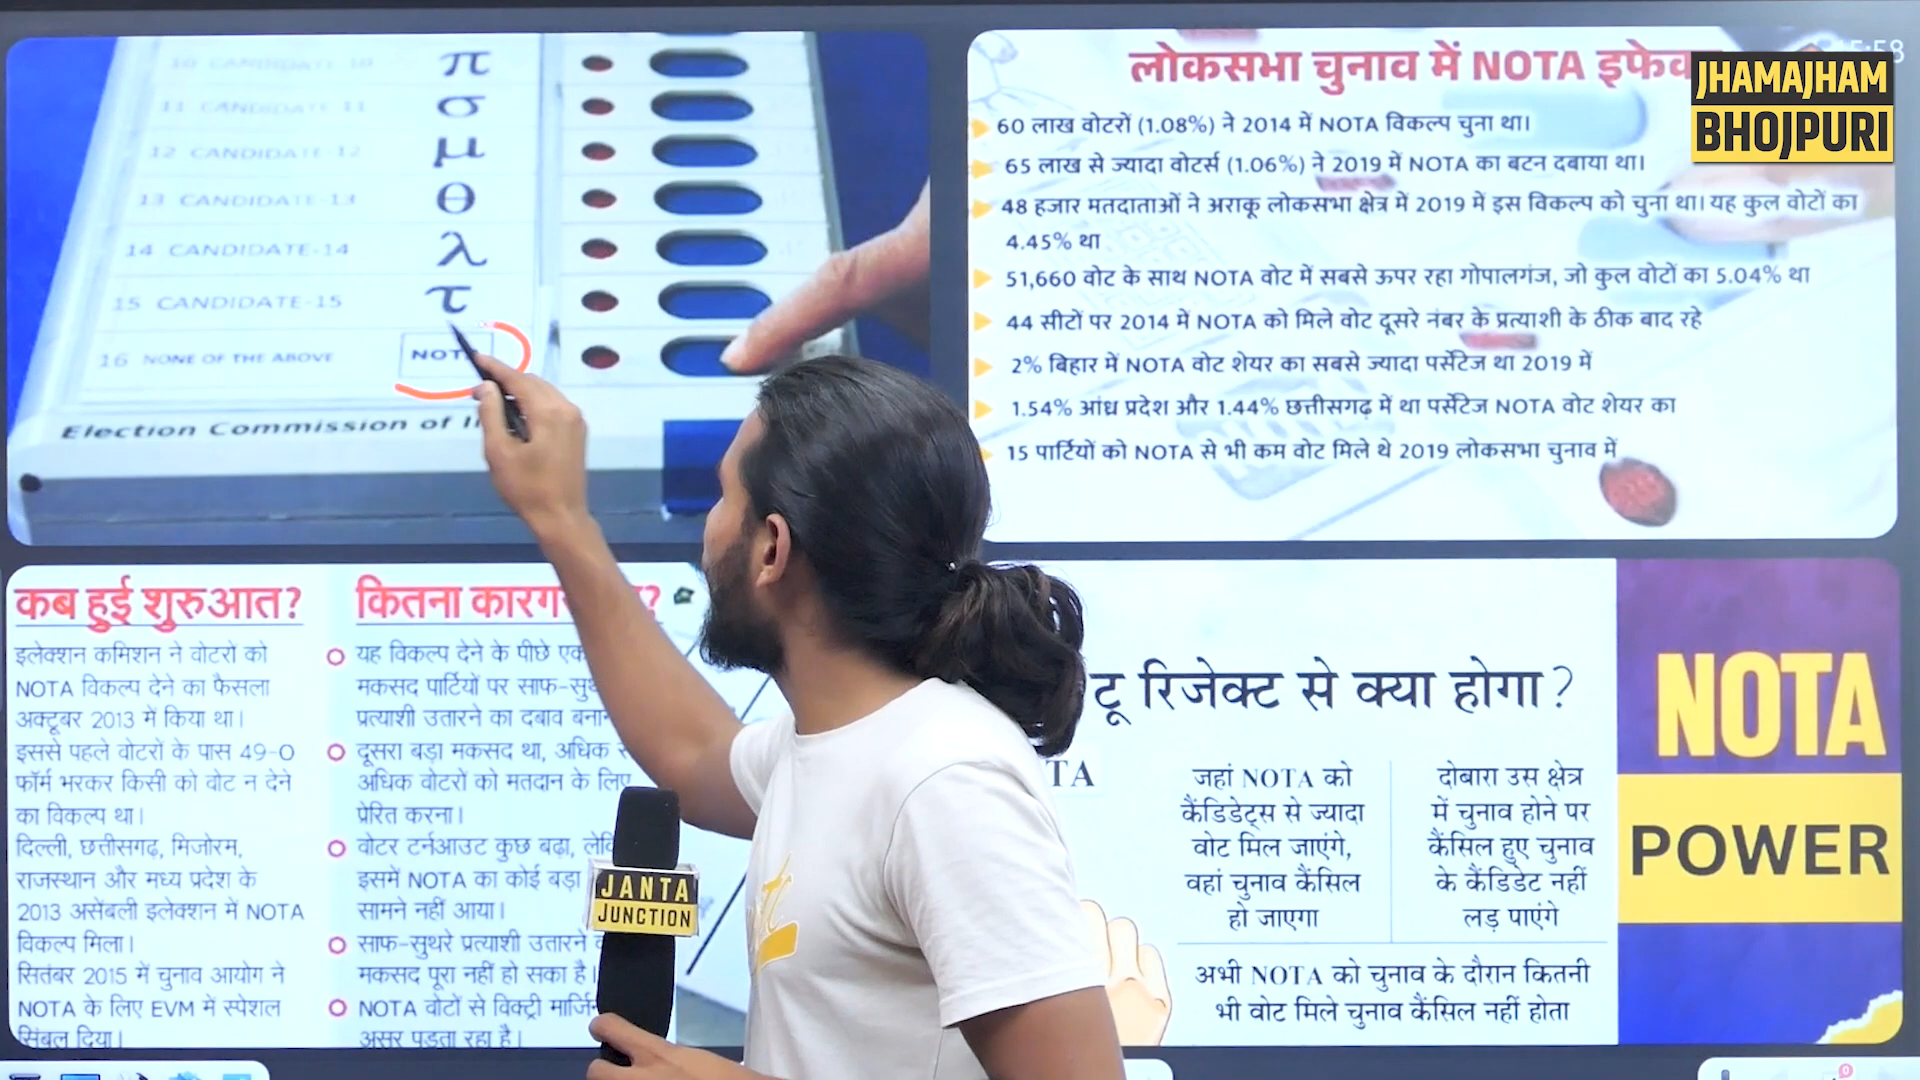 10 CANDIDATE-10 π
11 CANDIDATE-11 σ
12 CANDIDATE-12 μ
13 CANDIDATE-13 θ
14 CANDIDATE-14 λ
15 CANDIDATE-15 τ
16 NONE OF THE ABOVE NOTA
Election Commission of
लोकसभा चुनाव में NOTA
60 लाख वोटरों (1.08%) ने 2014 में NOTA विकल्प चुना था।
65 लाख से ज्यादा वोटर्स (1.06%) ने 2019 में NOTA का बटन दबाया था।
48 हजार मतदाताओं ने अराकू लोकसभा क्षेत्र में 2019 में इस विकल्प को चुना था। यह कुल वोटों का
4.45% था
51,660 वोट के साथ NOTA वोट में सबसे ऊपर रहा गोपालगंज, जो कुल वोटों का 5.04% था
44 सीटों पर 2014 में NOTA को मिले वोट दूसरे नंबर के प्रत्याशी के ठीक बाद रहे
2% बिहार में NOTA वोट शेयर का सबसे ज्यादा पर्सेंटेज था 2019 में
1.54% आंध्र प्रदेश और 1.44% छत्तीसगढ़ में था पर्सेंटेज NOTA वोट शेयर का
15 पार्टियों को NOTA से भी कम वोट मिले थे 2019 लोकसभा चुनाव में
JHAMAJHAM
BHOJPURI
कब हुई शुरुआत?
इलेक्शन कमिशन ने वोटरों को
NOTA विकल्प देने का फैसला
अक्टूबर 2013 में किया था।
इससे पहले वोटरों के पास 49-O
फॉर्म भरकर किसी को वोट न देने
का विकल्प था।
दिल्ली, छत्तीसगढ़, मिजोरम,
राजस्थान और मध्य प्रदेश के
2013 असेंबली इलेक्शन में NOTA
विकल्प मिला।
सितंबर 2015 में चुनाव आयोग ने
NOTA के लिए EVM में स्पेशल
सिंबल दिया।
कितना
यह विकल्प देने के पीछे एक
मकसद पार्टियों पर
प्रत्याशी उतारने का दबाव
दूसरा बड़ा मकसद था, अधिक
अधिक वोटरों को मतदान के लिए
प्रेरित करना।
वोटर टर्नआउट कुछ बढ़ा,
इसमें NOTA का कोई बड़ा
सामने नहीं आया।
साफ-सुथरे प्रत्याशी उतारने
मकसद पूरा नहीं हो सका है।
NOTA वोटों से विक्ट्री
असर पड़ता रहा है।
टू रिजेक्ट से क्या होगा?
जहां NOTA को
कैंडिडेट्स से ज्यादा
वोट मिल जाएंगे,
वहां चुनाव कैंसिल
हो जाएगा
दोबारा उस क्षेत्र
में चुनाव होने पर
कैंसिल हुए चुनाव
के कैंडिडेट नहीं
लड़ पाएंगे
अभी NOTA को चुनाव के दौरान कितनी
भी वोट मिले चुनाव कैंसिल नहीं होता
NOTA
POWER
JANTA
JUNCTION